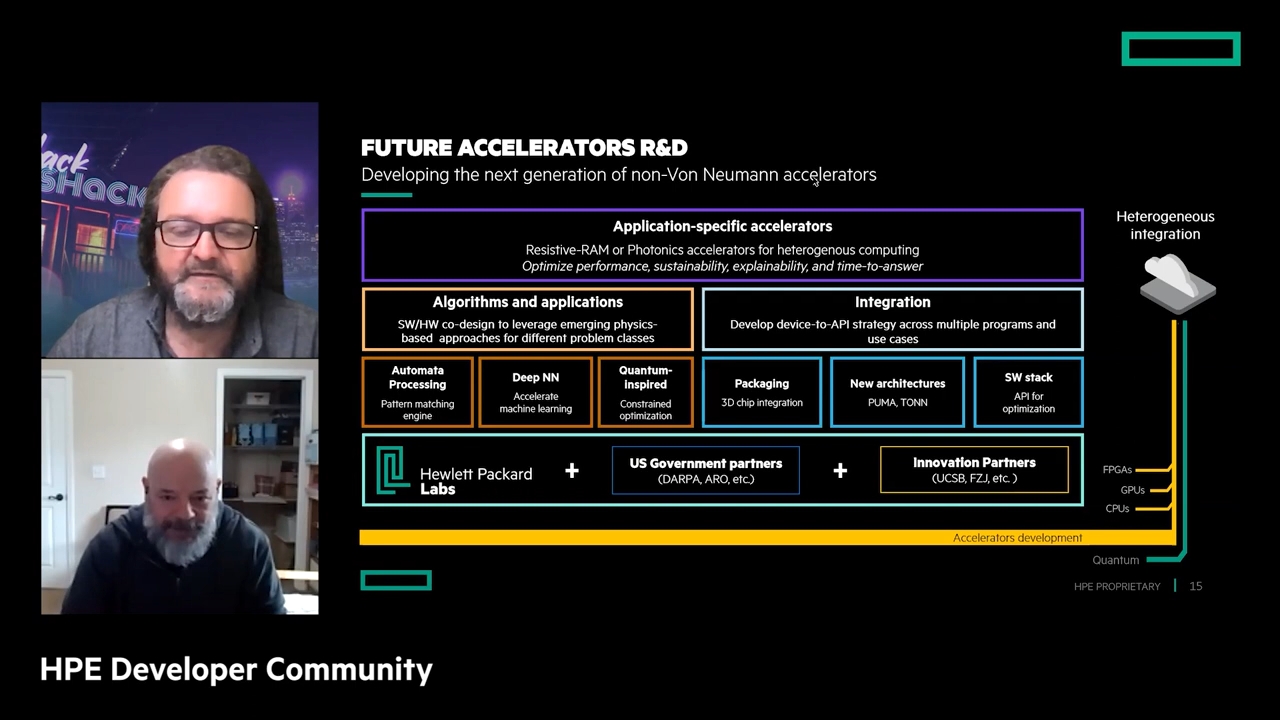 ack
SHacK
FUTURE ACCELERATORS R&D
Developing the next generation of non-Von Neumann accelerators
Application-specific accelerators
Resistive-RAM or Photonics accelerators for heterogenous computing
Optimize performance, sustainability, explainability, and time-to-answer
Heterogeneous
integration
Algorithms and applications
SW/HW co-design to leverage emerging physics-
based approaches for different problem classes
Integration
Develop device-to-API strategy across multiple programs and
use cases
Automata
Processing
Pattern matching
engine
Deep NN
Accelerate
machine learning
Quantum-
inspired
Constrained
optimization
Packaging
3D chip integration
New architectures
PUMA, TONN
SW stack
API for
optimization
Hewlett Packard
Labs
+
US Government partners
(DARPA, ARO, etc.)
+
Innovation Partners
(UCSB, FZJ, etc. )
FPGAs
GPUs
CPUs
Accelerators development
Quantum
HPE PROPRIETARY
15
HPE Developer Community